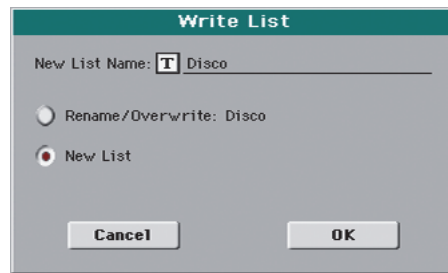 Write List
New List Name: T Disco
Rename/Overwrite: Disco
New List
Cancel OK